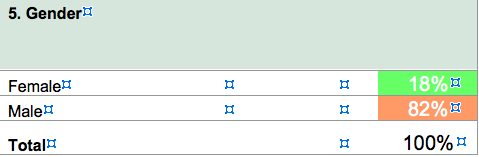 5. Gender
Female 18%
Male 82%
Total 100%